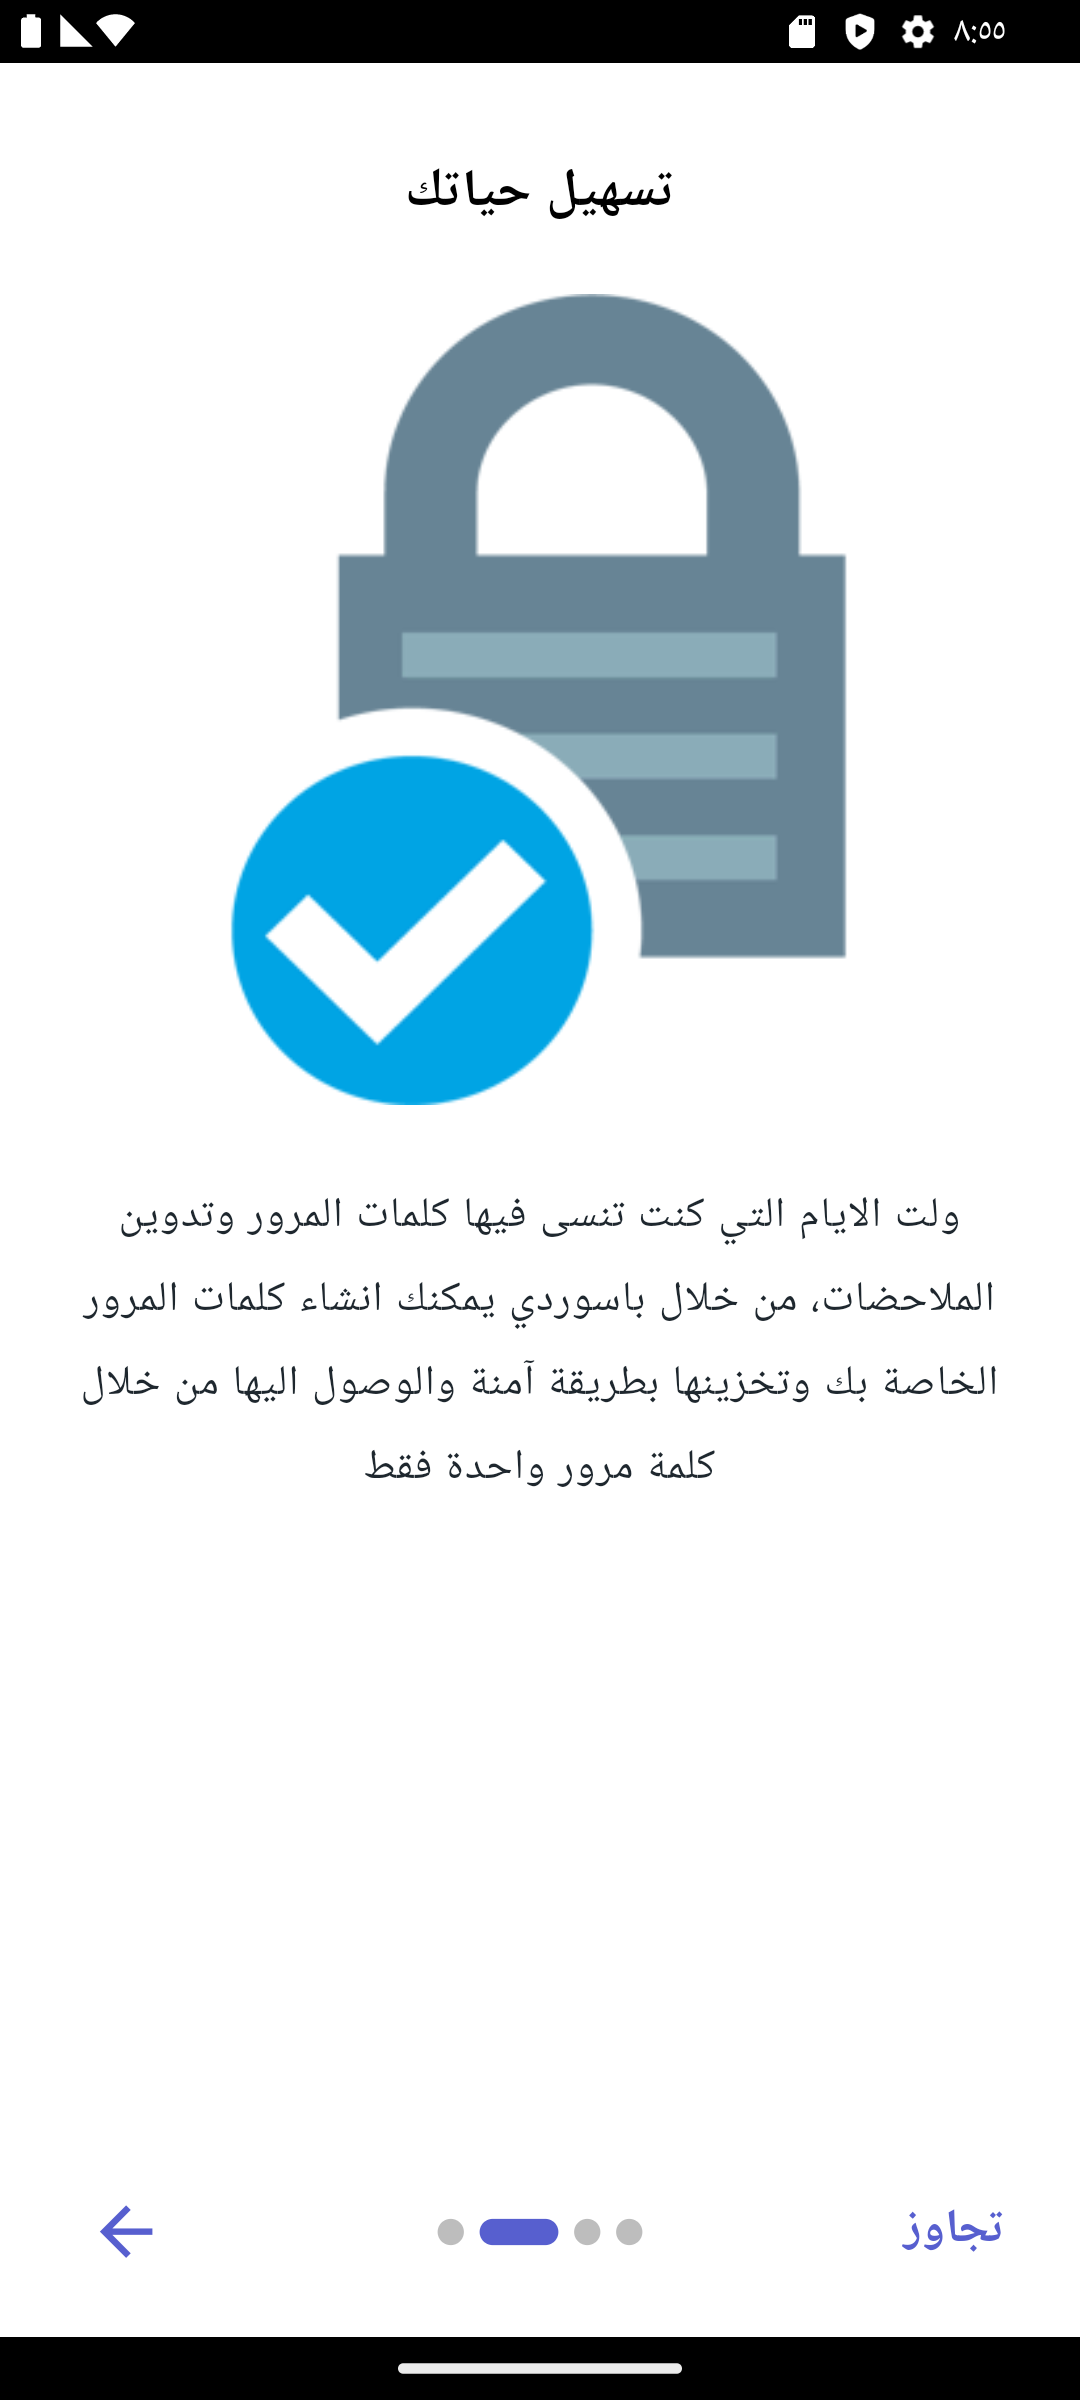 ٨:٥٥
تسهيل حياتك
ولت الايام التي كنت تنسى فيها كلمات المرور وتدوين
الملاحضات، من خلال باسوردي يمكنك انشاء كلمات المرور
الخاصة بك وتخزينها بطريقة آمنة والوصول اليها من خلال
كلمة مرور واحدة فقط
تجاوز